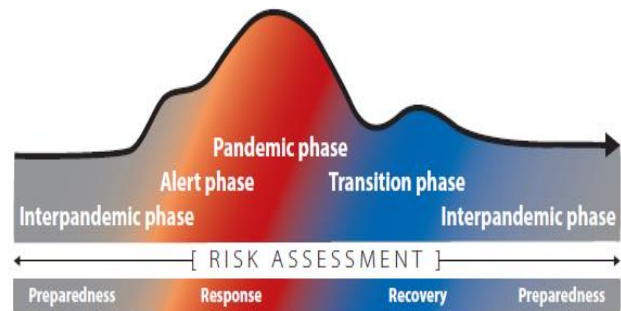 Pandemic phase
Alert phase Transition phase
Interpandemic phase Interpandemic phase
[ RISK ASSESSMENT ]
Preparedness Response Recovery Preparedness